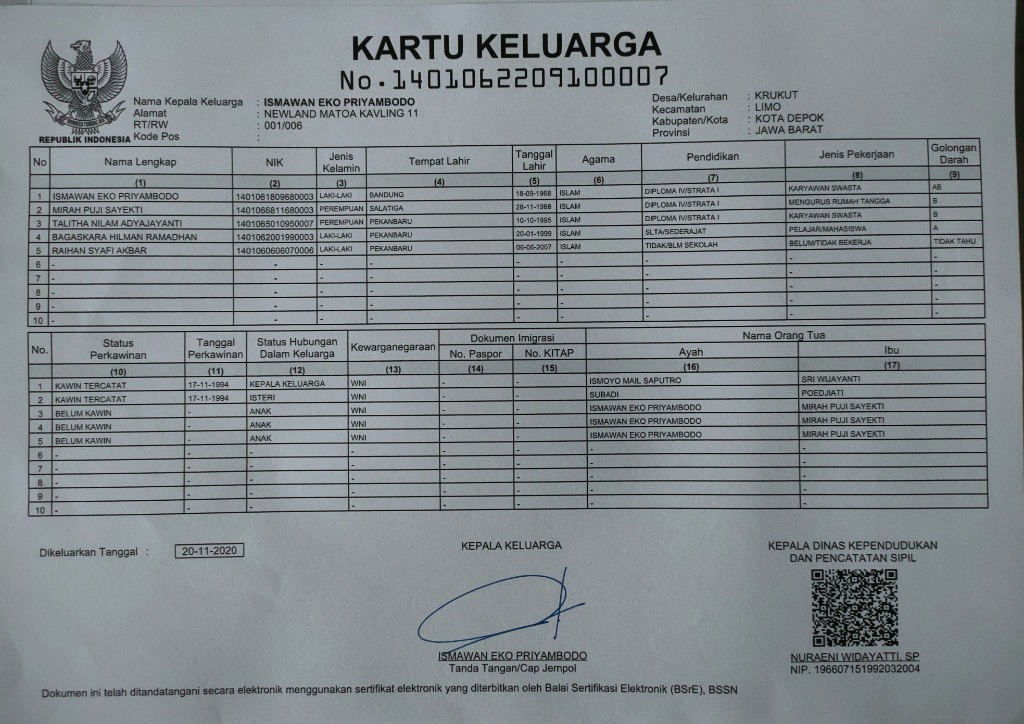 KARTU KELUARGA
No.1401062209100007
REPUBLIK INDONESIA
Nama Kepala Keluarga : ISMAWAN EKO PRIYAMBODO
Alamat : NEWLAND MATOA KAVLING 11
RT/RW : 001/006
Kode Pos :
Desa/Kelurahan : KRUKUT
Kecamatan : LIMO
Kabupaten/Kota : KOTA DEPOK
Provinsi : JAWA BARAT
No Nama Lengkap NIK Jenis Kelamin Tempat Lahir Tanggal Lahir Agama Pendidikan Jenis Pekerjaan Golongan Darah
(1) (2) (3) (4) (5) (6) (7) (8) (9)
1 ISMAWAN EKO PRIYAMBODO 1401061809680003 LAKI-LAKI BANDUNG 18-09-1968 ISLAM DIPLOMA IV/STRATA I KARYAWAN SWASTA AB
2 MIRAH PUJI SAYEKTI 1401066811680003 PEREMPUAN SALATIGA 28-11-1968 ISLAM DIPLOMA IV/STRATA I MENGURUS RUMAH TANGGA B
3 TALITHA NILAM ADYAJAYANTI 1401065010950007 PEREMPUAN PEKANBARU 10-10-1995 ISLAM DIPLOMA IV/STRATA I KARYAWAN SWASTA B
4 BAGASKARA HILMAN RAMADHAN 1401062001990003 LAKI-LAKI PEKANBARU 20-01-1999 ISLAM SLTA/SEDERAJAT PELAJAR/MAHASISWA A
5 RAIHAN SYAFI AKBAR 1401060606070006 LAKI-LAKI PEKANBARU 06-06-2007 ISLAM TIDAK/BLM SEKOLAH BELUM/TIDAK BEKERJA TIDAK TAHU
6 - - - - - - - - -
7 - - - - - - - - -
8 - - - - - - - - -
9 - - - - - - - - -
10 - - - - - - - - -
No. Status Perkawinan Tanggal Perkawinan Status Hubungan Dalam Keluarga Kewarganegaraan Dokumen Imigrasi Nama Orang Tua
No. Paspor No. KITAP Ayah Ibu
(10) (11) (12) (13) (14) (15) (16) (17)
1 KAWIN TERCATAT 17-11-1994 KEPALA KELUARGA WNI - - ISMOYO MAIL SAPUTRO SRI WIJAYANTI
2 KAWIN TERCATAT 17-11-1994 ISTERI WNI - - SUBADI POEDJIATI
3 BELUM KAWIN - ANAK WNI - - ISMAWAN EKO PRIYAMBODO MIRAH PUJI SAYEKTI
4 BELUM KAWIN - ANAK WNI - - ISMAWAN EKO PRIYAMBODO MIRAH PUJI SAYEKTI
5 BELUM KAWIN - ANAK WNI - - ISMAWAN EKO PRIYAMBODO MIRAH PUJI SAYEKTI
6 - - - - - - - -
7 - - - - - - - -
8 - - - - - - - -
9 - - - - - - - -
10 - - - - - - - -
Dikeluarkan Tanggal : 20-11-2020
KEPALA KELUARGA
ISMAWAN EKO PRIYAMBODO
Tanda Tangan/Cap Jempol
KEPALA DINAS KEPENDUDUKAN
DAN PENCATATAN SIPIL
NURAENI WIDAYATTI, SP
NIP. 196607151992032004
Dokumen ini telah ditandatangani secara elektronik menggunakan sertifikat elektronik yang diterbitkan oleh Balai Sertifikasi Elektronik (BSrE), BSSN